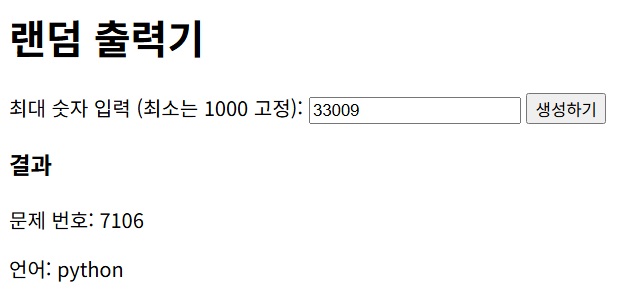 랜덤 출력기
최대 숫자 입력 (최소는 1000 고정): 33009 생성하기
결과
문제 번호: 7106
언어: python